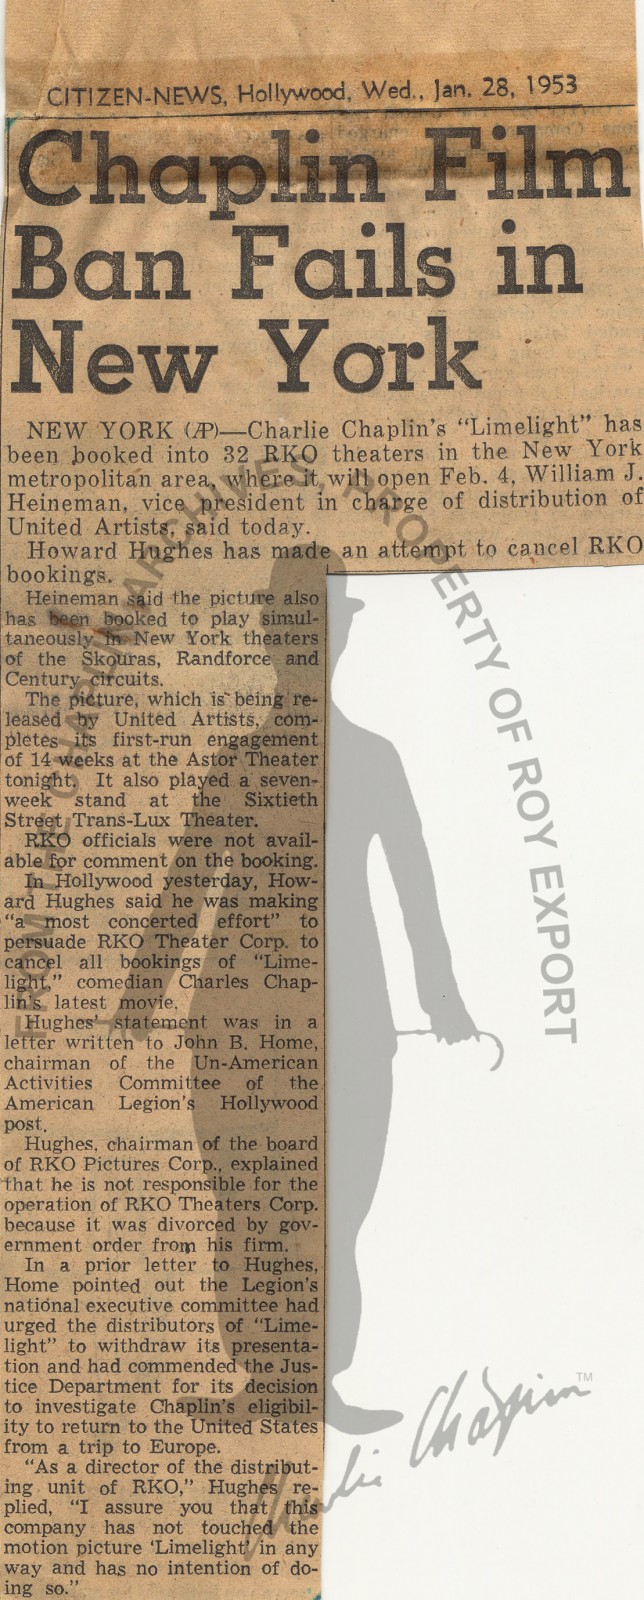 CITIZEN-NEWS, Hollywood, Wed., Jan. 28, 1953
Chaplin Film
Ban Fails in
New York
NEW YORK (AP)—Charlie Chaplin's "Limelight" has
been booked into 32 RKO theaters in the New York
metropolitan area, where it will open Feb. 4, William J.
Heineman, vice president in charge of distribution of
United Artists, said today.
Howard Hughes has made an attempt to cancel RKO
bookings.
Heineman said the picture also
has been booked to play simul-
taneously in New York theaters
of the Skouras, Randforce and
Century circuits.
The picture, which is being re-
leased by United Artists, com-
pletes its first-run engagement
of 14 weeks at the Astor Theater
tonight. It also played a seven-
week stand at the Sixtieth
Street Trans-Lux Theater.
RKO officials were not avail-
able for comment on the booking.
In Hollywood yesterday, How-
ard Hughes said he was making
"a most concerted effort" to
persuade RKO Theater Corp. to
cancel all bookings of "Lime-
light," comedian Charles Chap-
lin's latest movie.
Hughes' statement was in a
letter written to John B. Home,
chairman of the Un-American
Activities Committee of the
American Legion's Hollywood
post.
Hughes, chairman of the board
of RKO Pictures Corp., explained
that he is not responsible for the
operation of RKO Theaters Corp.
because it was divorced by gov-
ernment order from his firm.
In a prior letter to Hughes,
Home pointed out the Legion's
national executive committee had
urged the distributors of "Lime-
light" to withdraw its presenta-
tion and had commended the Jus-
tice Department for its decision
to investigate Chaplin's eligibil-
ity to return to the United States
from a trip to Europe.
"As a director of the distribut-
ing unit of RKO," Hughes re-
plied, "I assure you that this
company has not touched the
motion picture 'Limelight' in any
way and has no intention of do-
ing so."
FROM THE CHAPLIN ARCHIVES, PROPERTY OF ROY EXPORT
Charlie Chaplin ™